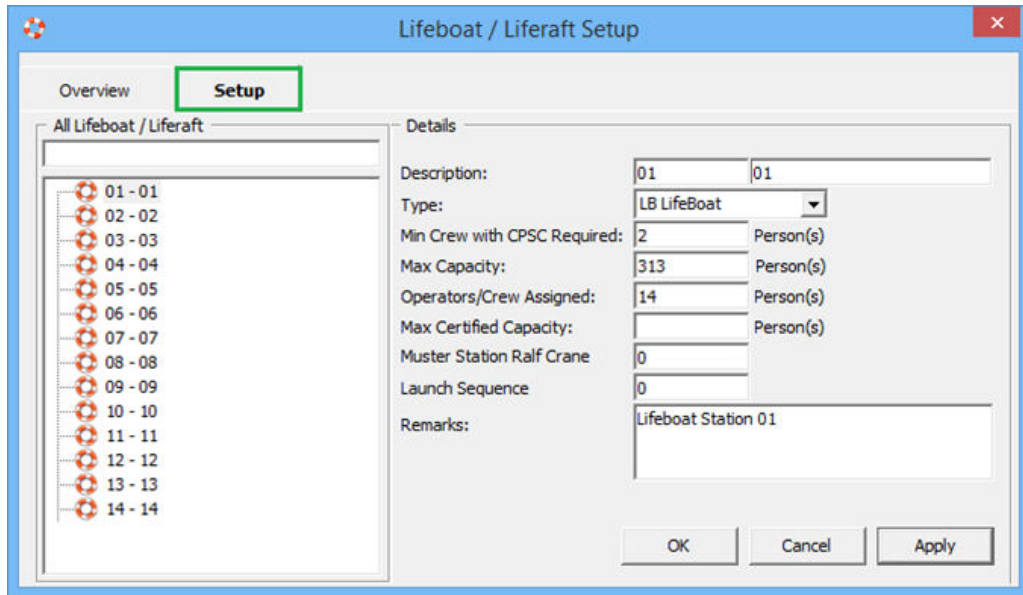 Lifeboat / Liferaft Setup
Overview Setup
All Lifeboat / Liferaft
01 - 01
02 - 02
03 - 03
04 - 04
05 - 05
06 - 06
07 - 07
08 - 08
09 - 09
10 - 10
11 - 11
12 - 12
13 - 13
14 - 14
Details
Description: 01 01
Type: LB LifeBoat
Min Crew with CPSC Required: 2 Person(s)
Max Capacity: 313 Person(s)
Operators/Crew Assigned: 14 Person(s)
Max Certified Capacity: Person(s)
Muster Station Ralf Crane 0
Launch Sequence 0
Remarks: Lifeboat Station 01
OK Cancel Apply